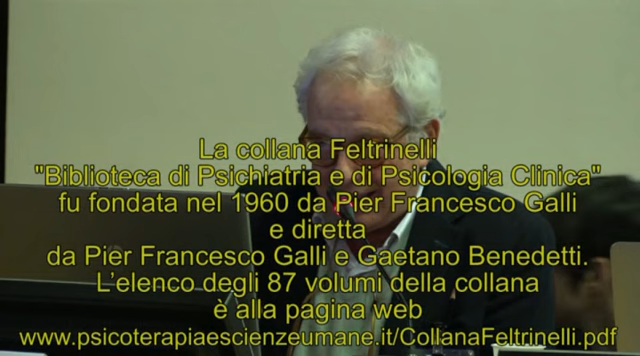 La collana Feltrinelli
"Biblioteca di Psichiatria e di Psicologia Clinica"
fu fondata nel 1960 da Pier Francesco Galli
e diretta
da Pier Francesco Galli e Gaetano Benedetti.
L'elenco degli 87 volumi della collana
è alla pagina web
www.psicoterapiaescienzeumane.it/CollanaFeltrinelli.pdf